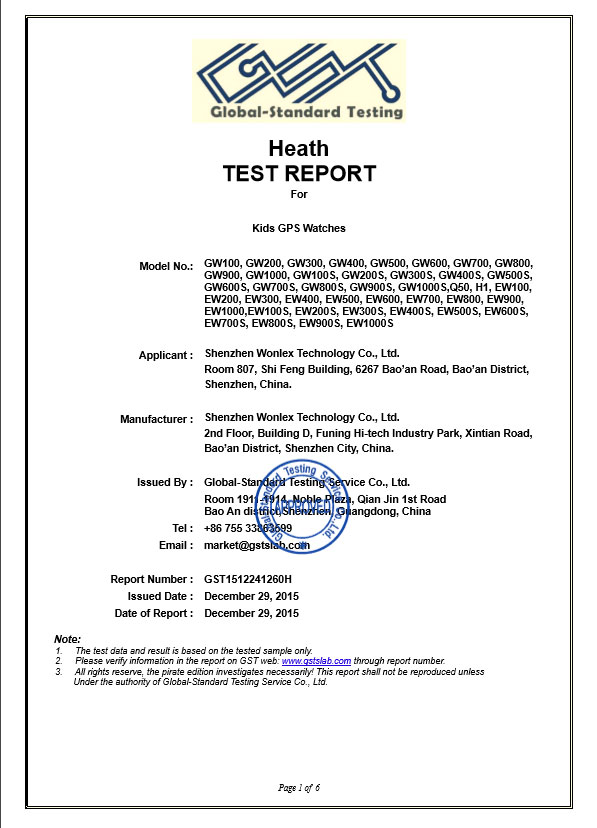 GST
Global-Standard Testing
Heath
TEST REPORT
For
Kids GPS Watches
Model No.: GW100, GW200, GW300, GW400, GW500, GW600, GW700, GW800,
GW900, GW1000, GW100S, GW200S, GW300S, GW400S, GW500S,
GW600S, GW700S, GW800S, GW900S, GW1000S,Q50, H1, EW100,
EW200, EW300, EW400, EW500, EW600, EW700, EW800, EW900,
EW1000,EW100S, EW200S, EW300S, EW400S, EW500S, EW600S,
EW700S, EW800S, EW900S, EW1000S
Applicant : Shenzhen Wonlex Technology Co., Ltd.
Room 807, Shi Feng Building, 6267 Bao’an Road, Bao’an District,
Shenzhen, China.
Manufacturer : Shenzhen Wonlex Technology Co., Ltd.
2nd Floor, Building D, Funing Hi-tech Industry Park, Xintian Road,
Bao’an District, Shenzhen City, China.
Issued By : Global-Standard Testing Service Co., Ltd.
Room 1911-1914, Noble Plaza, Qian Jin 1st Road
Bao An district,Shenzhen, Guangdong, China
Global-Standard Testing Service Co.,Ltd.
APPROVED
Tel : +86 755 33863599
Email : market@gstslab.com
Report Number : GST1512241260H
Issued Date : December 29, 2015
Date of Report : December 29, 2015
Note:
1. The test data and result is based on the tested sample only.
2. Please verify information in the report on GST web: www.gstslab.com through report number.
3. All rights reserve, the pirate edition investigates necessarily! This report shall not be reproduced unless
Under the authority of Global-Standard Testing Service Co., Ltd.
Page 1 of 6